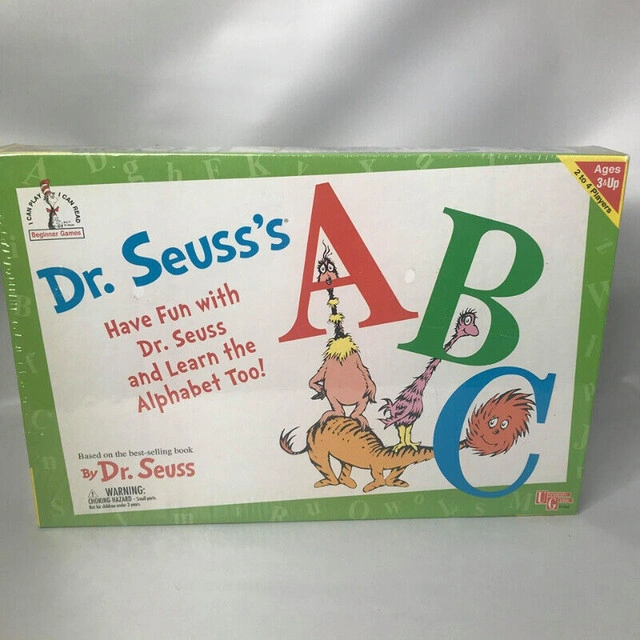 I CAN PLAY I CAN READ
Beginner Games
Dr. Seuss's
A B C
Ages
3 & Up
2 to 4 Players
Have Fun with
Dr. Seuss
and Learn the
Alphabet Too!
Based on the best-selling book
By Dr. Seuss
WARNING:
CHOKING HAZARD - Small parts.
Not for children under 3 years.